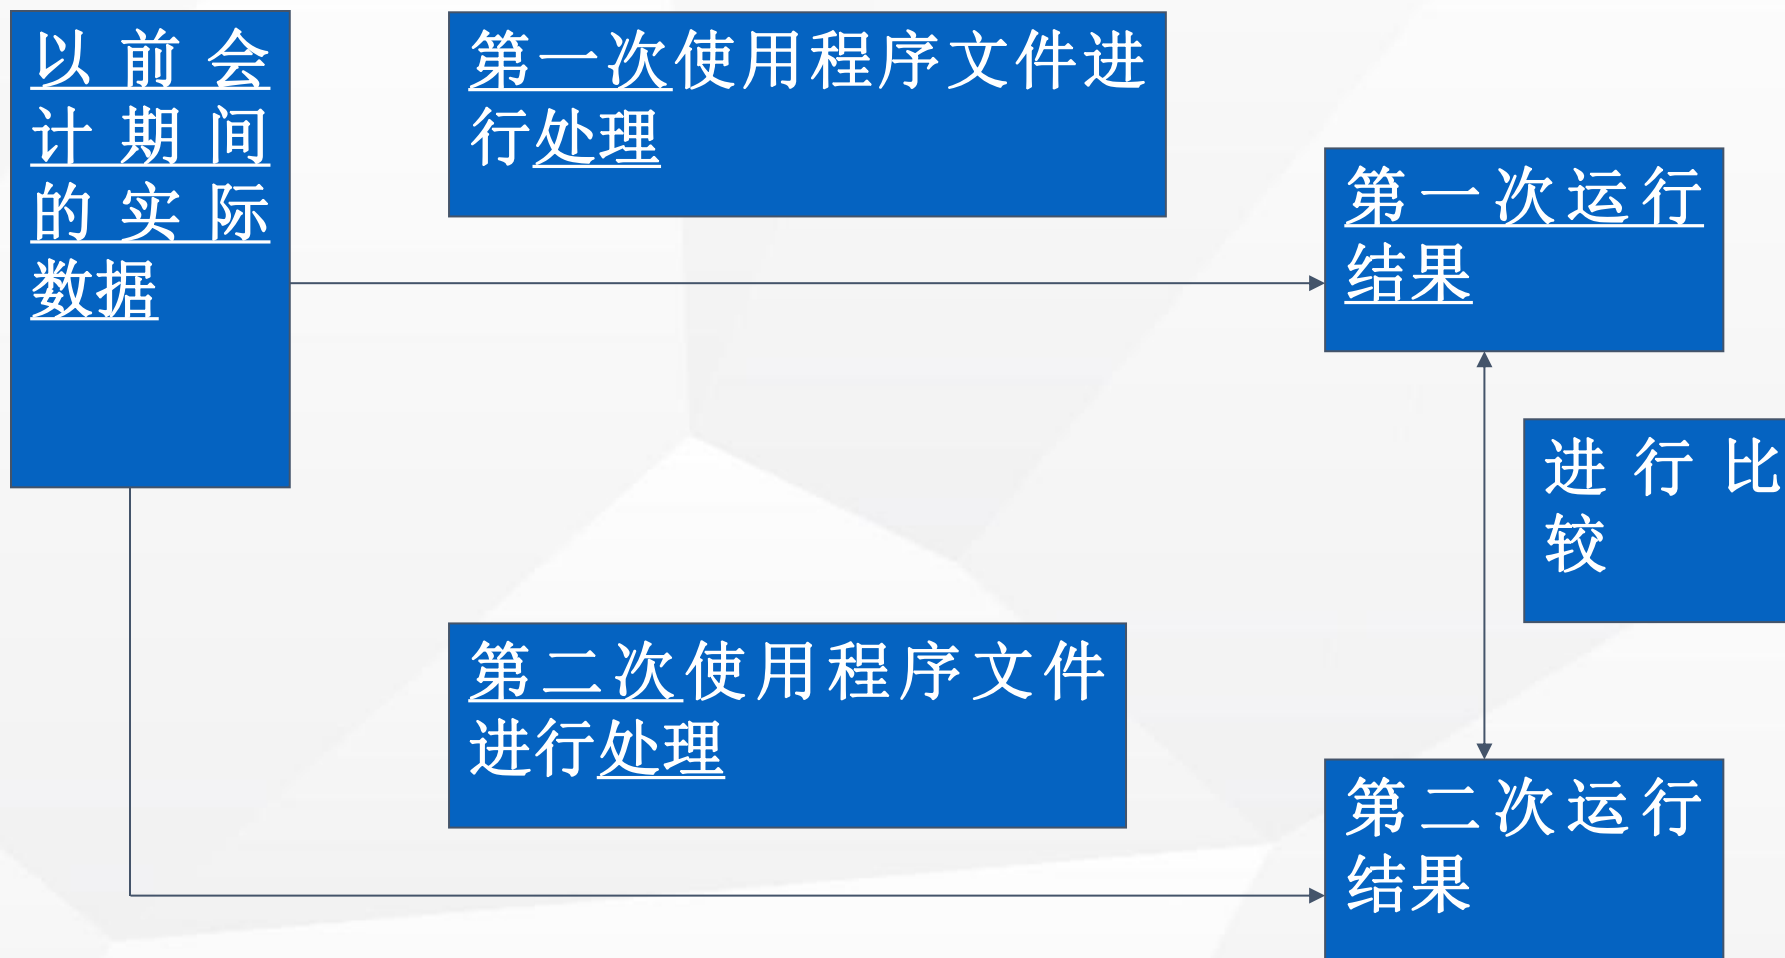 以前会
计期间
的实际
数据
第一次使用程序文件进
行处理
第一次运行
结果
进行比
较
第二次使用程序文件
进行处理
第二次运行
结果